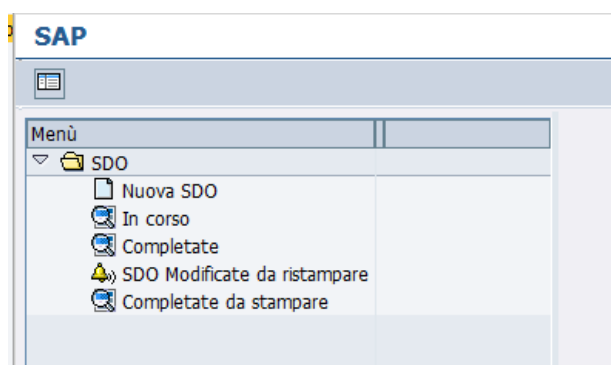 SAP
Menù
SDO
Nuova SDO
In corso
Completate
SDO Modificate da ristampare
Completate da stampare